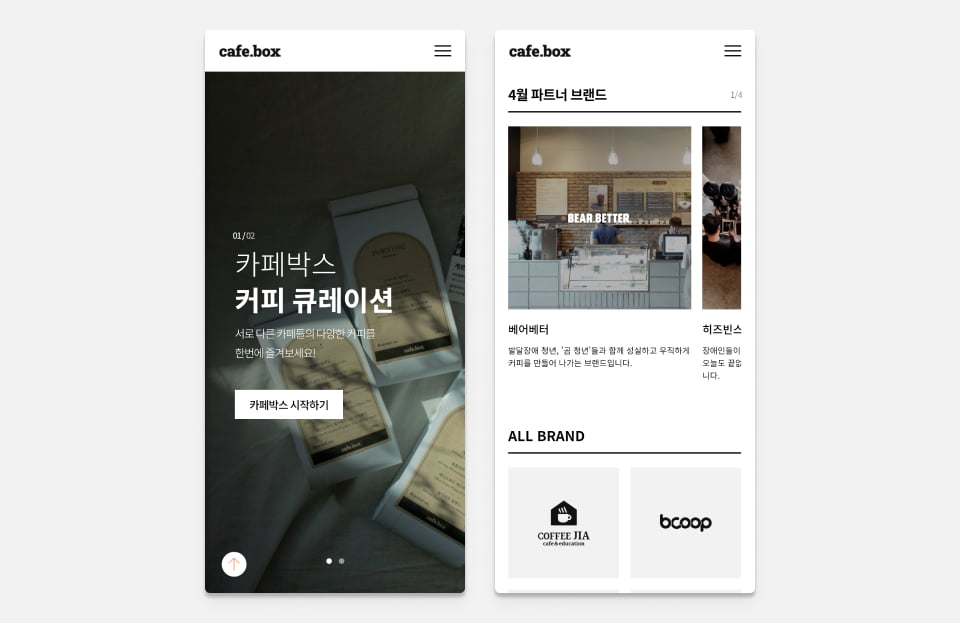 cafe.box
01/02
카페박스
커피 큐레이션
서로 다른 카페들의 다양한 커피를
한번에 즐겨보세요!
카페박스 시작하기
cafe.box
cafe.box
cafe.box
4월 파트너 브랜드
1/4
BEAR.BETTER
베어베터
발달장애 청년, '곰 청년'들과 함께 성실하고 우직하게
커피를 만들어 나가는 브랜드입니다.
히즈빈스
장애인들이
오늘도 끝없
니다.
ALL BRAND
COFFEE JIA
cafe & education
bcoop